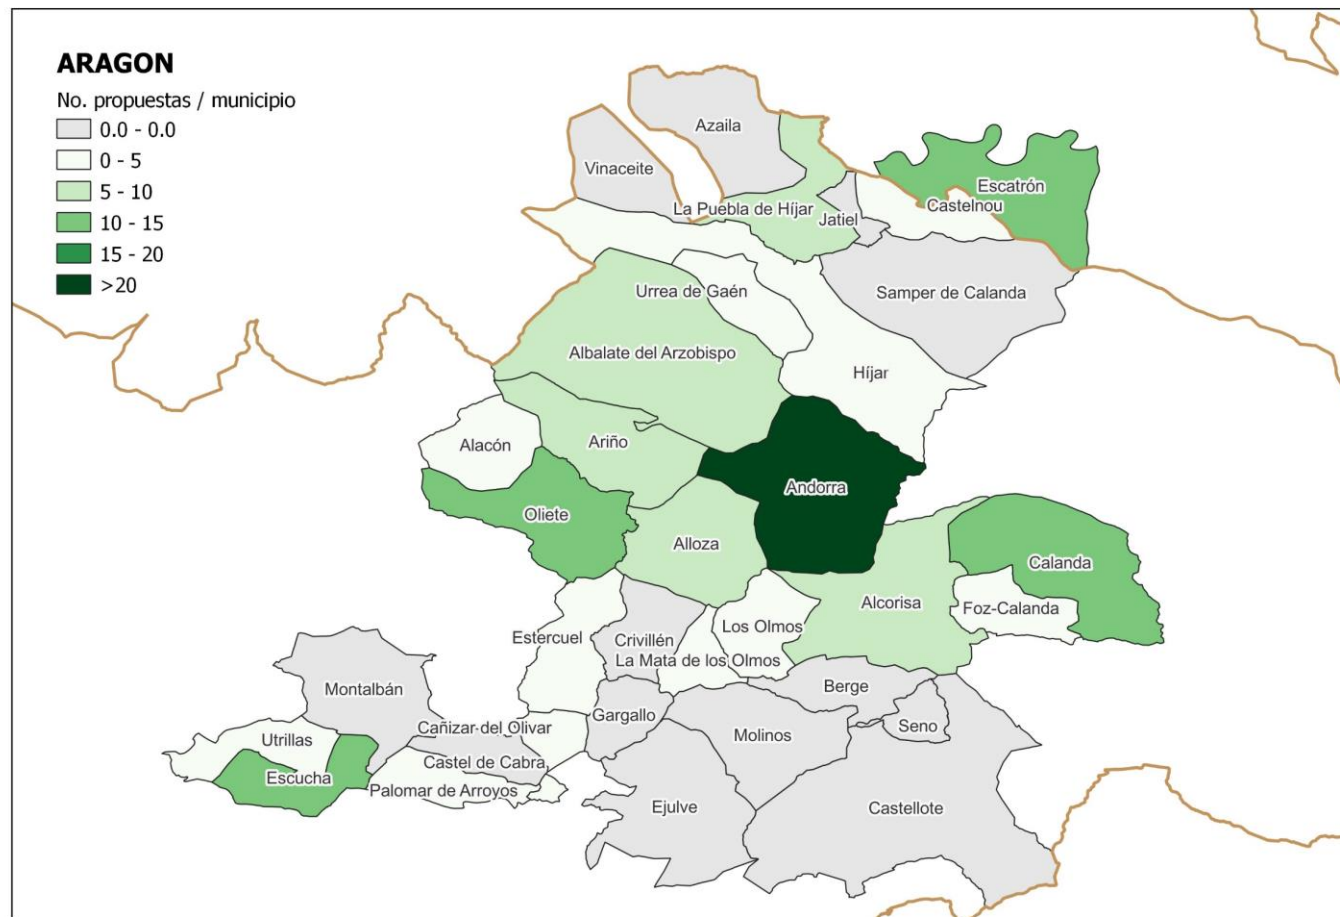 ARAGON
No. propuestas / municipio
0.0 - 0.0
0 - 5
5 - 10
10 - 15
15 - 20
>20
Azaila
Vinaceite
Escatrón
La Puebla de Híjar
Castelnou
Jatiel
Urrea de Gaén
Samper de Calanda
Albalate del Arzobispo
Híjar
Alacón
Ariño
Andorra
Oliete
Alloza
Calanda
Alcorisa
Foz-Calanda
Estercuel
Los Olmos
Crivillén
La Mata de los Olmos
Montalbán
Berge
Gargallo
Cañizar del Olivar
Seno
Molinos
Utrillas
Castel de Cabra
Escucha
Palomar de Arroyos
Ejulve
Castellote